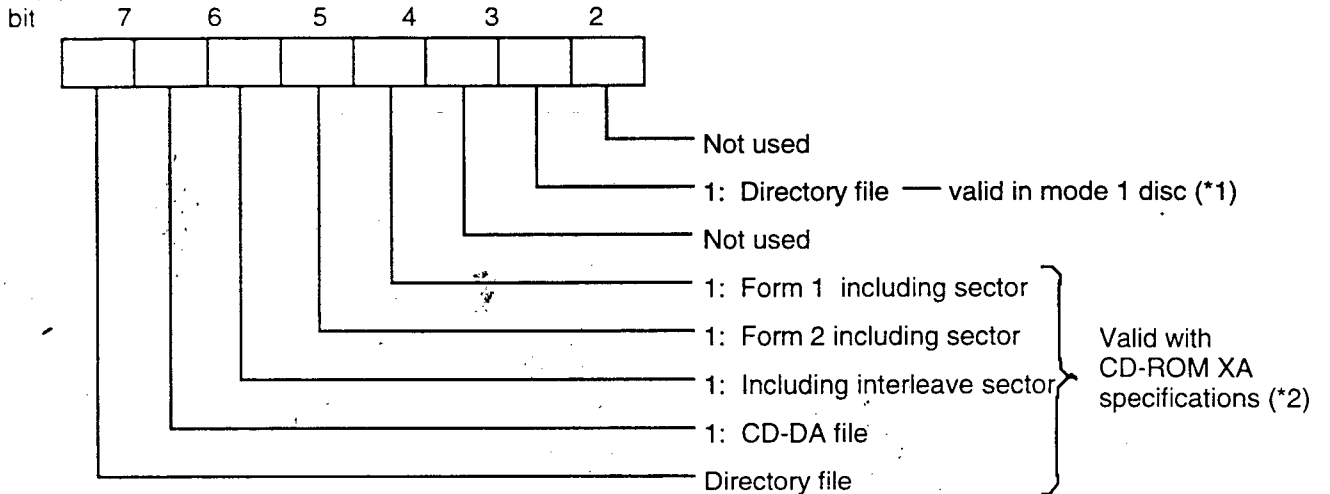 bit 7 6 5 4 3 2
Not used
1: Directory file — valid in mode 1 disc (*1)
Not used
1: Form 1 including sector
1: Form 2 including sector
1: Including interleave sector
1: CD-DA file
Directory file
Valid with
CD-ROM XA
specifications (*2)